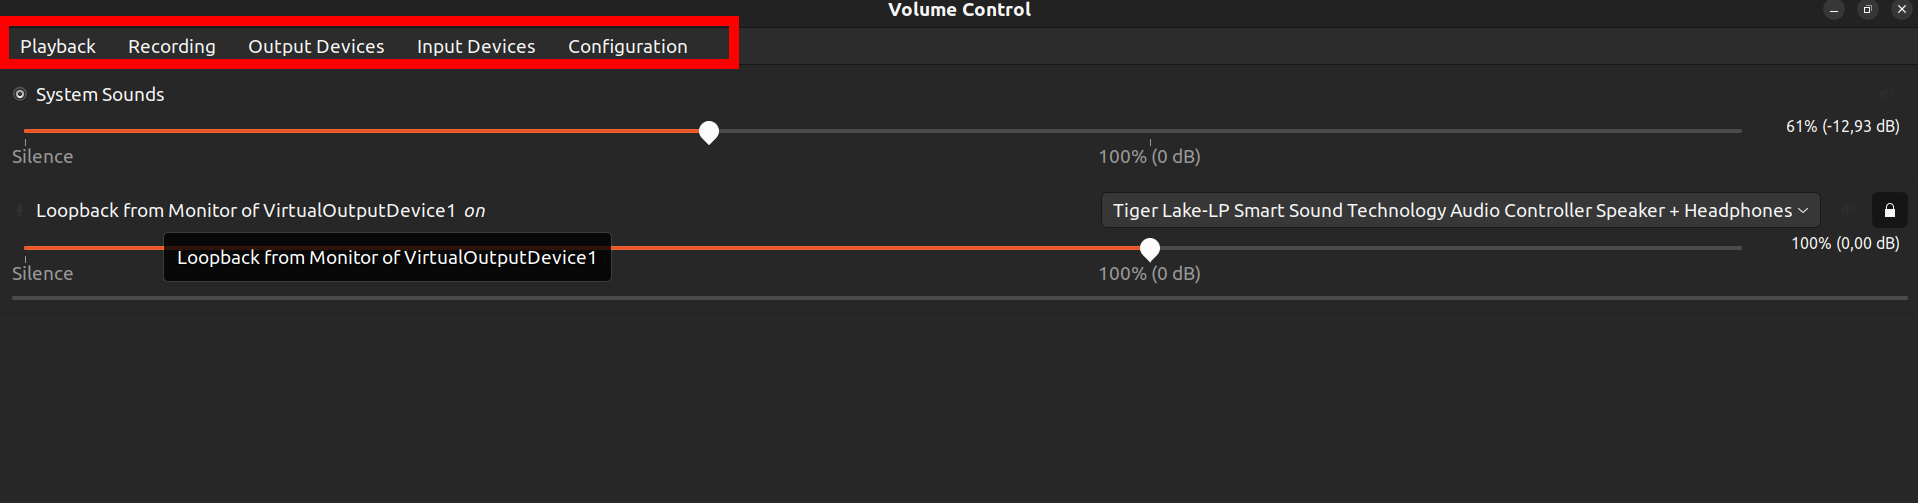 Volume Control
Playback Recording Output Devices Input Devices Configuration
System Sounds
61% (-12,93 dB)
Silence 100% (0 dB)
Loopback from Monitor of VirtualOutputDevice1 on Tiger Lake-LP Smart Sound Technology Audio Controller Speaker + Headphones
100% (0,00 dB)
Loopback from Monitor of VirtualOutputDevice1
Silence 100% (0 dB)